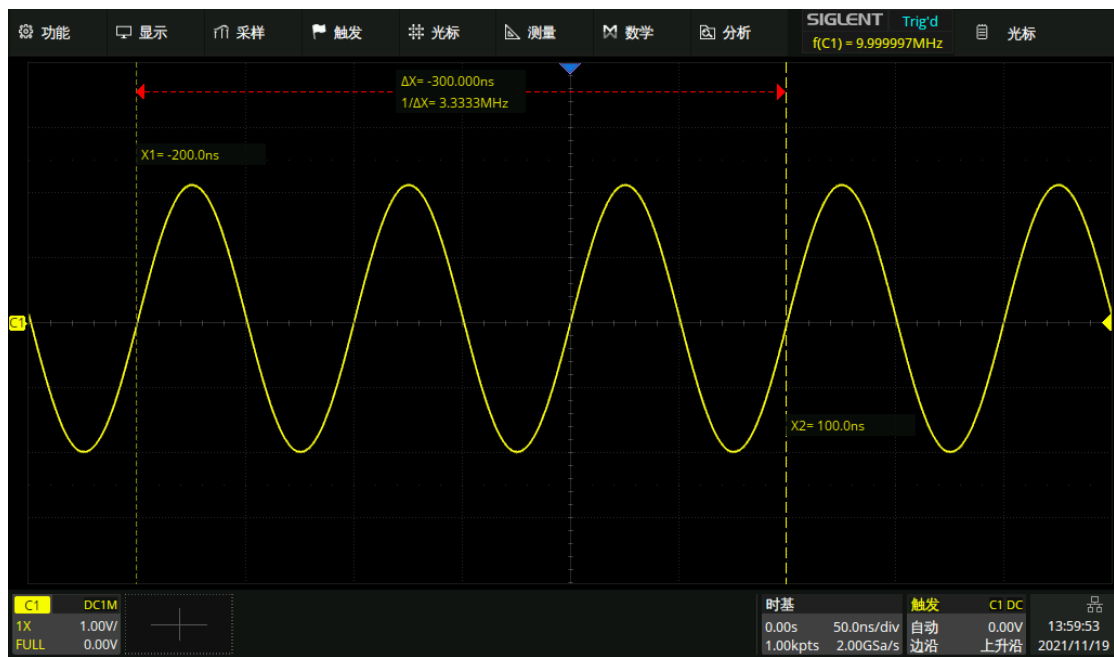 功能 显示 采样 触发 光标 测量 数学 分析 SIGLENT Trig'd 光标
f(C1) = 9.999997MHz
ΔX= -300.000ns
1/ΔX= 3.3333MHz
X1= -200.0ns
C1
X2= 100.0ns
C1 DC1M
1X 1.00V/
FULL 0.00V
时基
0.00s 50.0ns/div
1.00kpts 2.00GSa/s
触发 C1 DC
自动 0.00V
边沿 上升沿
13:59:53
2021/11/19